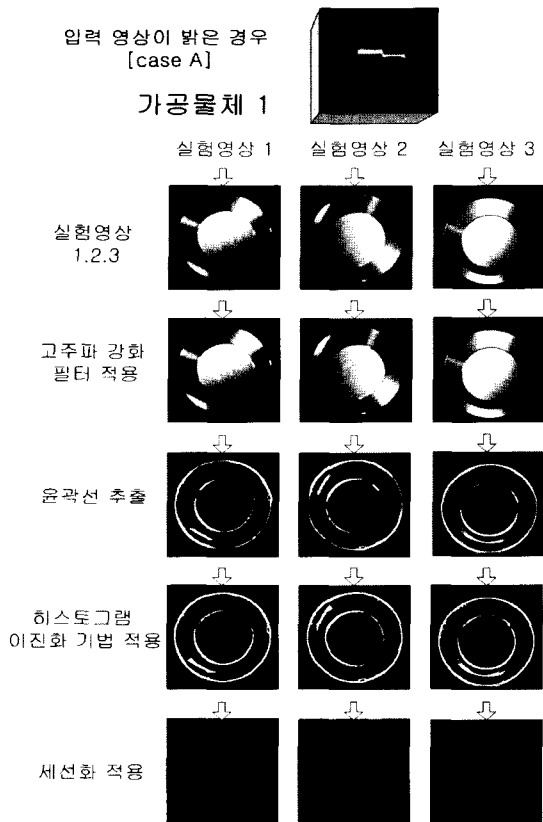 입력 영상이 밝은 경우
[case A]
가공물체 1
실험영상 1 실험영상 2 실험영상 3
실험영상
1.2.3
고주파 강화
필터 적용
윤곽선 추출
히스토그램
이진화 기법 적용
세선화 적용